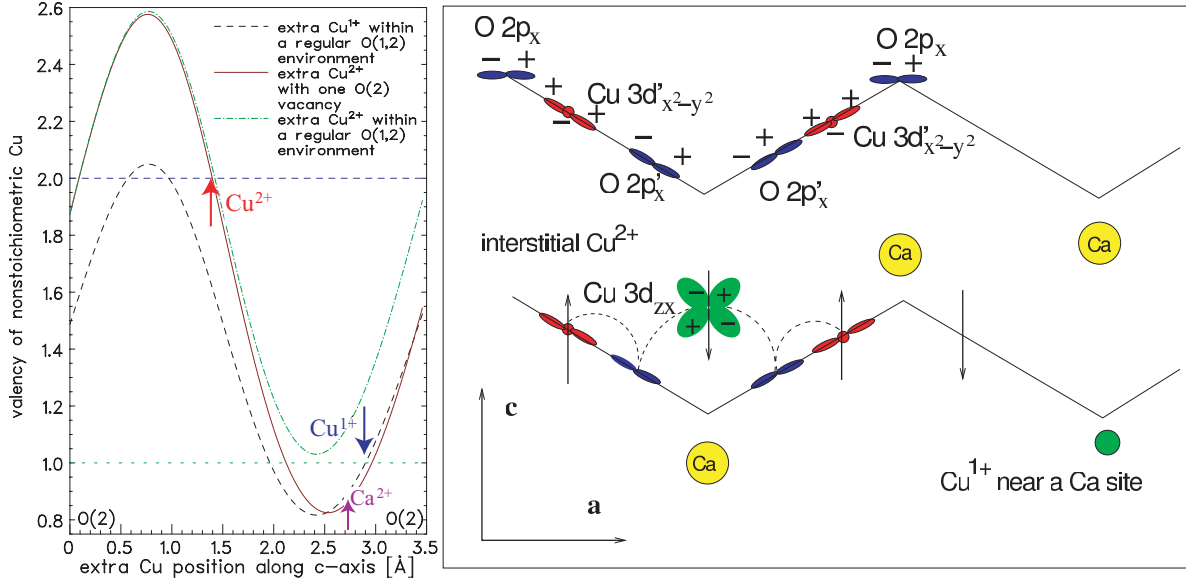 2.6
2.4
2.2
2.0
1.8
1.6
1.4
1.2
1.0
0.8
valency of nonstoichiometric Cu
extra Cu¹⁺ within
a regular O(1,2)
environment
extra Cu²⁺
with one O(2)
vacancy
extra Cu²⁺ within
a regular O(1,2)
environment
Cu²⁺
Cu¹⁺
Ca²⁺
O(2)
O(2)
0.0 0.5 1.0 1.5 2.0 2.5 3.0 3.5
extra Cu position along c-axis [Å]
O 2pₓ
O 2pₓ
− +
− +
+ +
Cu 3d'ₓ²₋ᵧ²
− − +
+ +
− Cu 3d'ₓ²₋ᵧ²
+ − +
O 2p'ₓ
O 2p'ₓ
interstitial Cu²⁺
Ca
Ca
Cu 3d_zx
− +
+ −
c
Ca
a
Cu¹⁺ near a Ca site